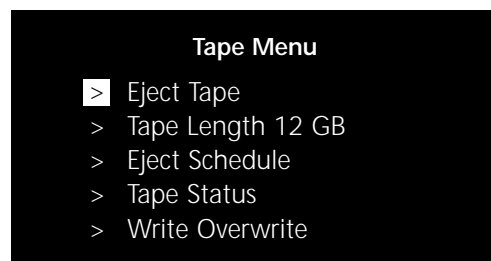 Tape Menu
> Eject Tape
> Tape Length 12 GB
> Eject Schedule
> Tape Status
> Write Overwrite